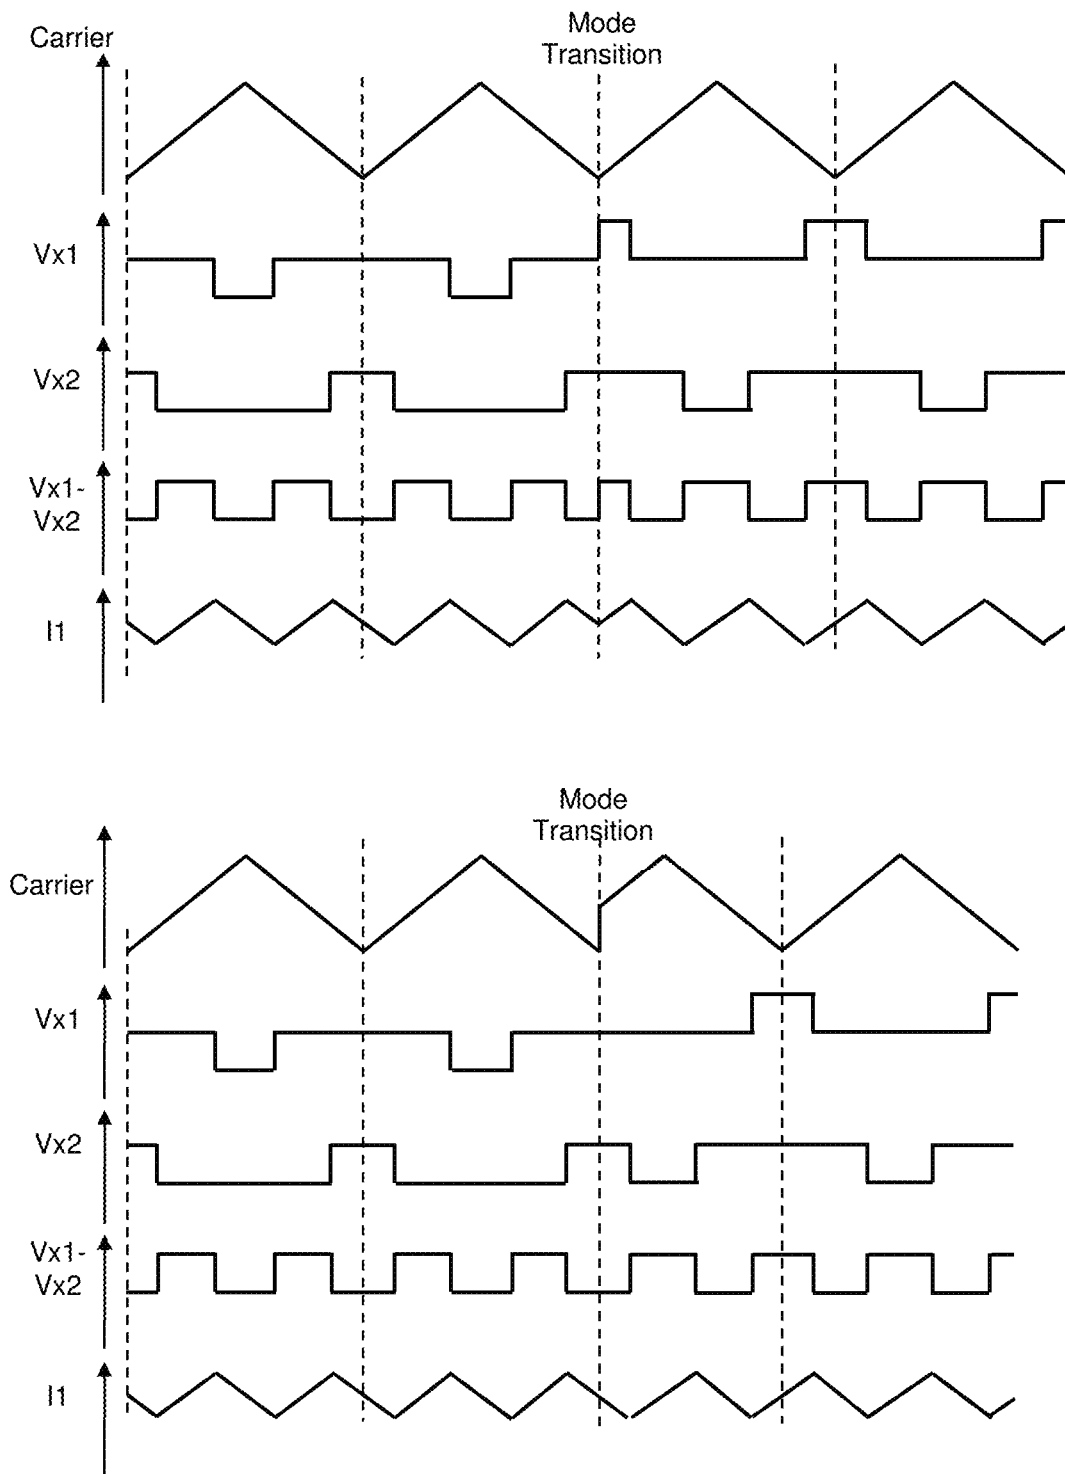 Mode
Transition
Carrier
Vx1
Vx2
Vx1-
Vx2
I1
Mode
Transition
Carrier
Vx1
Vx2
Vx1-
Vx2
I1